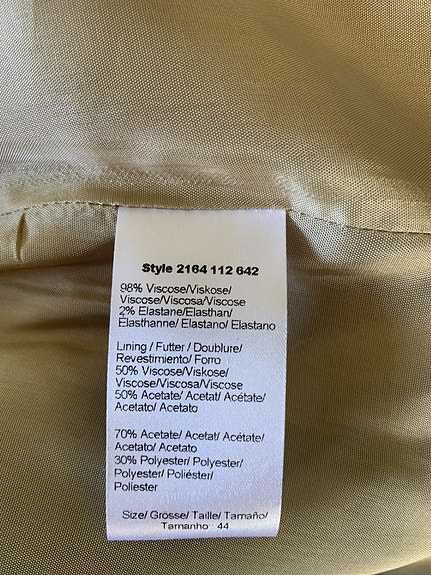 Style 2164 112 642
98% Viscose/Viskose/
Viscose/Viscosa/Viscose
2% Elastane/Elasthan/
Élasthanne/ Elastano/ Elastano
Lining / Futter / Doublure/
Revestimiento/ Forro
50% Viscose/Viskose/
Viscose/Viscosa/Viscose
50% Acetate/ Acetat/ Acétate/
Acetato/ Acetato
70% Acetate/ Acetat/ Acétate/
Acetato/ Acetato
30% Polyester/ Polyester/
Polyester/ Poliéster/
Poliester
Size/ Grösse/ Taille/ Tamaño/
Tamanho: 44